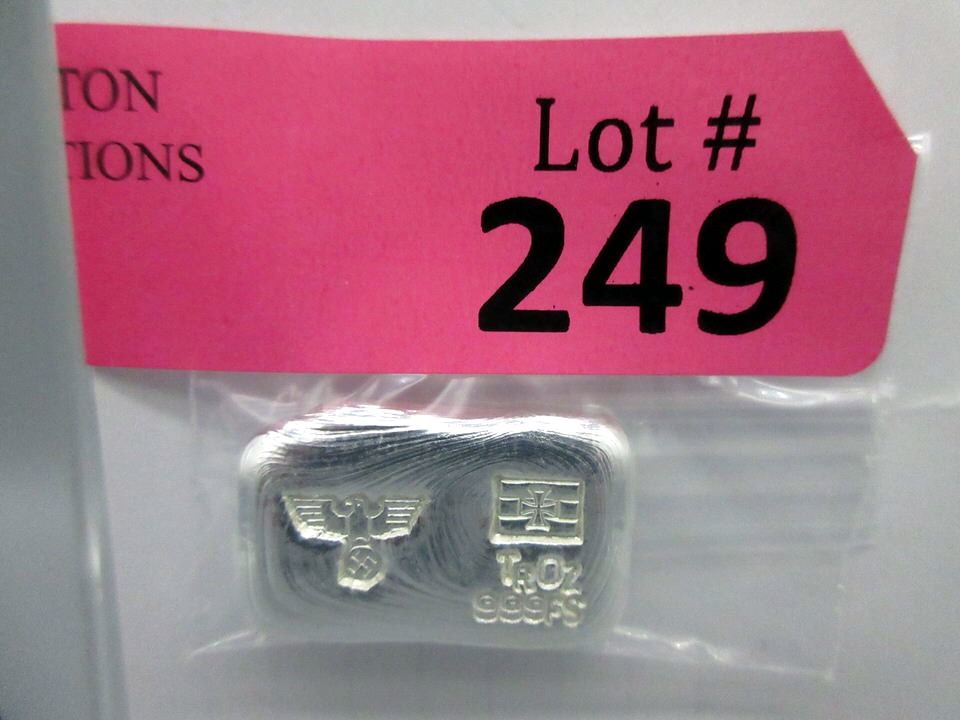 TON
TIONS
Lot #
249
TROZ
999FS